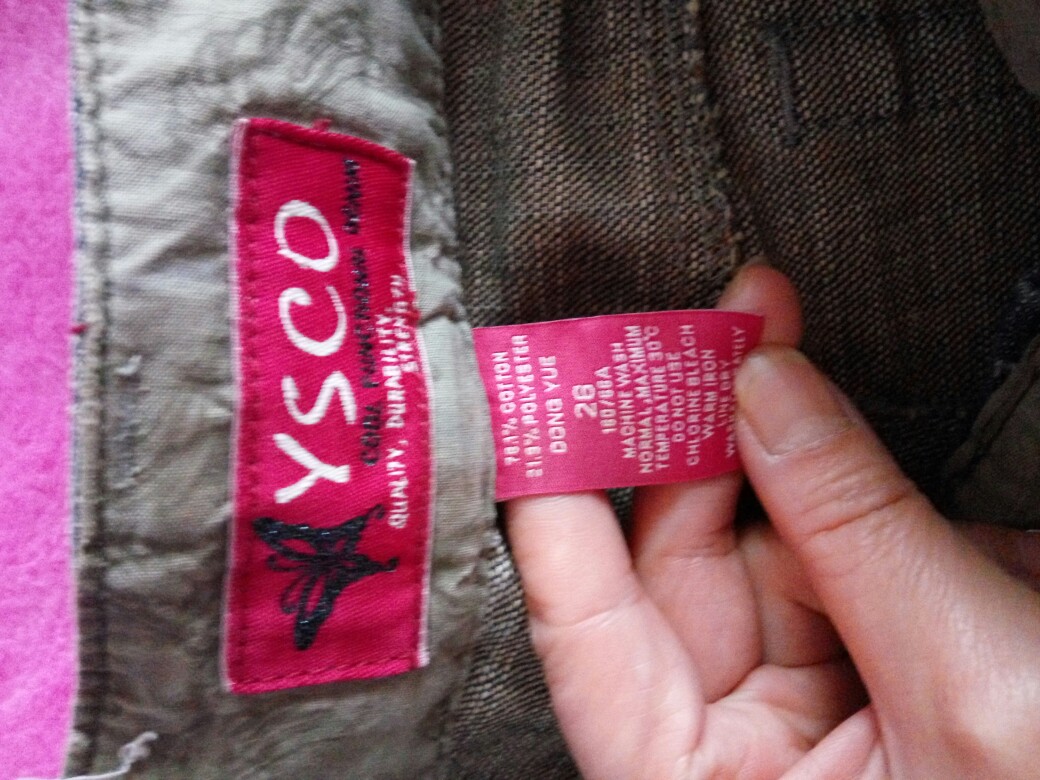 YSCO
QUALITY, DURABILITY,
STRENGTH
78.1% COTTON
21.9% POLYESTER
DONG YUE
26
160/68A
MACHINE WASH
NORMAL, MAXIMUM
TEMPERATURE 30°C
DO NOT USE
CHLORINE BLEACH
WARM IRON
LINE DRY